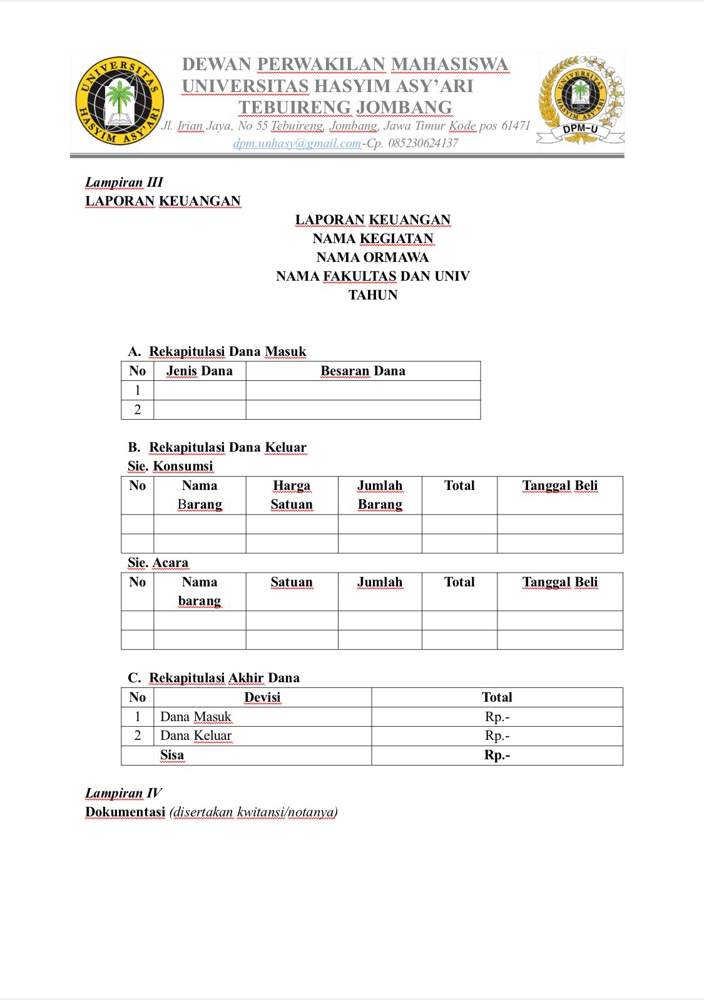 DEWAN PERWAKILAN MAHASISWA
UNIVERSITAS HASYIM ASY’ARI
TEBUIRENG JOMBANG
Jl. Irian Jaya, No 55 Tebuireng, Jombang, Jawa Timur Kode pos 61471
dpm.unhasy@gmail.com-Cp. 085230624137
UNIVERSITAS
HASYIM ASY'ARI
UNIVERSITAS
HASYIM ASY'ARI
DPM
DPM-U
Lampiran III
LAPORAN KEUANGAN
LAPORAN KEUANGAN
NAMA KEGIATAN
NAMA ORMAWA
NAMA FAKULTAS DAN UNIV
TAHUN
A. Rekapitulasi Dana Masuk
No Jenis Dana Besaran Dana
1
2
B. Rekapitulasi Dana Keluar
Sie. Konsumsi
No Nama Harga Jumlah Total Tanggal Beli
Barang Satuan Barang
Sie. Acara
No Nama Satuan Jumlah Total Tanggal Beli
barang
C. Rekapitulasi Akhir Dana
No Devisi Total
1 Dana Masuk Rp.-
2 Dana Keluar Rp.-
Sisa Rp.-
Lampiran IV
Dokumentasi (disertakan kwitansi/notanya)